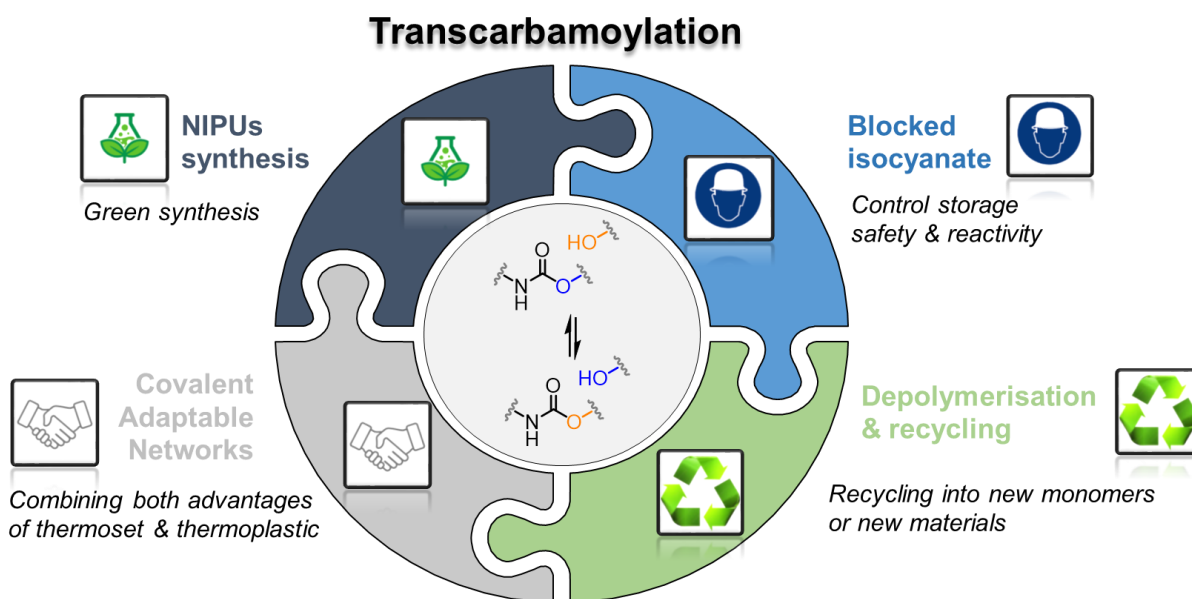 Transcarbamoylation
NIPUs
synthesis
Green synthesis
Blocked
isocyanate
Control storage
safety & reactivity
HO
O
N
H
O
HO
O
N
H
O
Covalent
Adaptable
Networks
Combining both advantages
of thermoset & thermoplastic
Depolymerisation
& recycling
Recycling into new monomers
or new materials